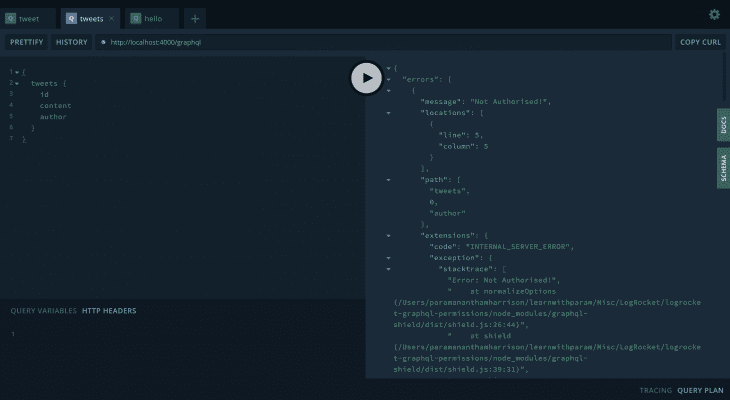 tweet
tweets
hello
PRETTIFY
HISTORY
http://localhost:4000/graphql
COPY CURL
1 {
2 tweets {
3 id
4 content
5 author
6 }
7 }
{
"errors": [
{
"message": "Not Authorised!",
"locations": [
{
"line": 5,
"column": 5
}
],
"path": [
"tweets",
0,
"author"
],
"extensions": {
"code": "INTERNAL_SERVER_ERROR",
"exception": {
"stacktrace": [
"Error: Not Authorised!",
" at normalizeOptions
(/Users/paramananthamharrison/learnwithparam/Misc/LogRocket/logrocke
t-graphql-permissions/node_modules/graphql-
shield/dist/shield.js:26:44)",
" at shield
(/Users/paramananthamharrison/learnwithparam/Misc/LogRocket/logrocke
t-graphql-permissions/node_modules/graphql-
shield/dist/shield.js:39:31)",
DOCS
SCHEMA
QUERY VARIABLES HTTP HEADERS
1
TRACING QUERY PLAN